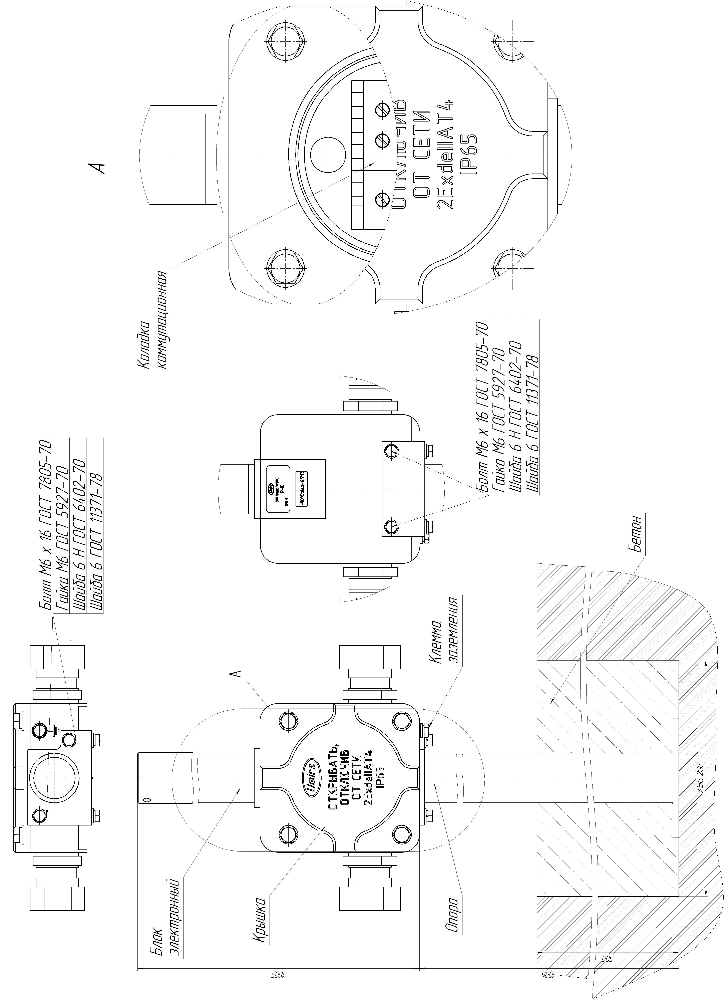 Болт М6 х 16 ГОСТ 7805-70
Гайка М6 ГОСТ 5927-70
Шайба 6 Н ГОСТ 6402-70
Шайба 6 ГОСТ 11371-78
Блок
электронный
Крышка
А
Umirs
ОТКРЫВАТЬ,
ОТКЛЮЧИВ
ОТ СЕТИ
2ExdeIIAT4
IP65
Клемма
заземления
Опора
Бетон
1005
1006
500
⌀150..200
Р-10
-40°C≤ta≤+65°C
Болт М6 х 16 ГОСТ 7805-70
Гайка М6 ГОСТ 5927-70
Шайба 6 Н ГОСТ 6402-70
Шайба 6 ГОСТ 11371-78
А
Колодка
коммутационная
ОТКЛЮЧИВ
ОТ СЕТИ
2ExdeIIAT4
IP65